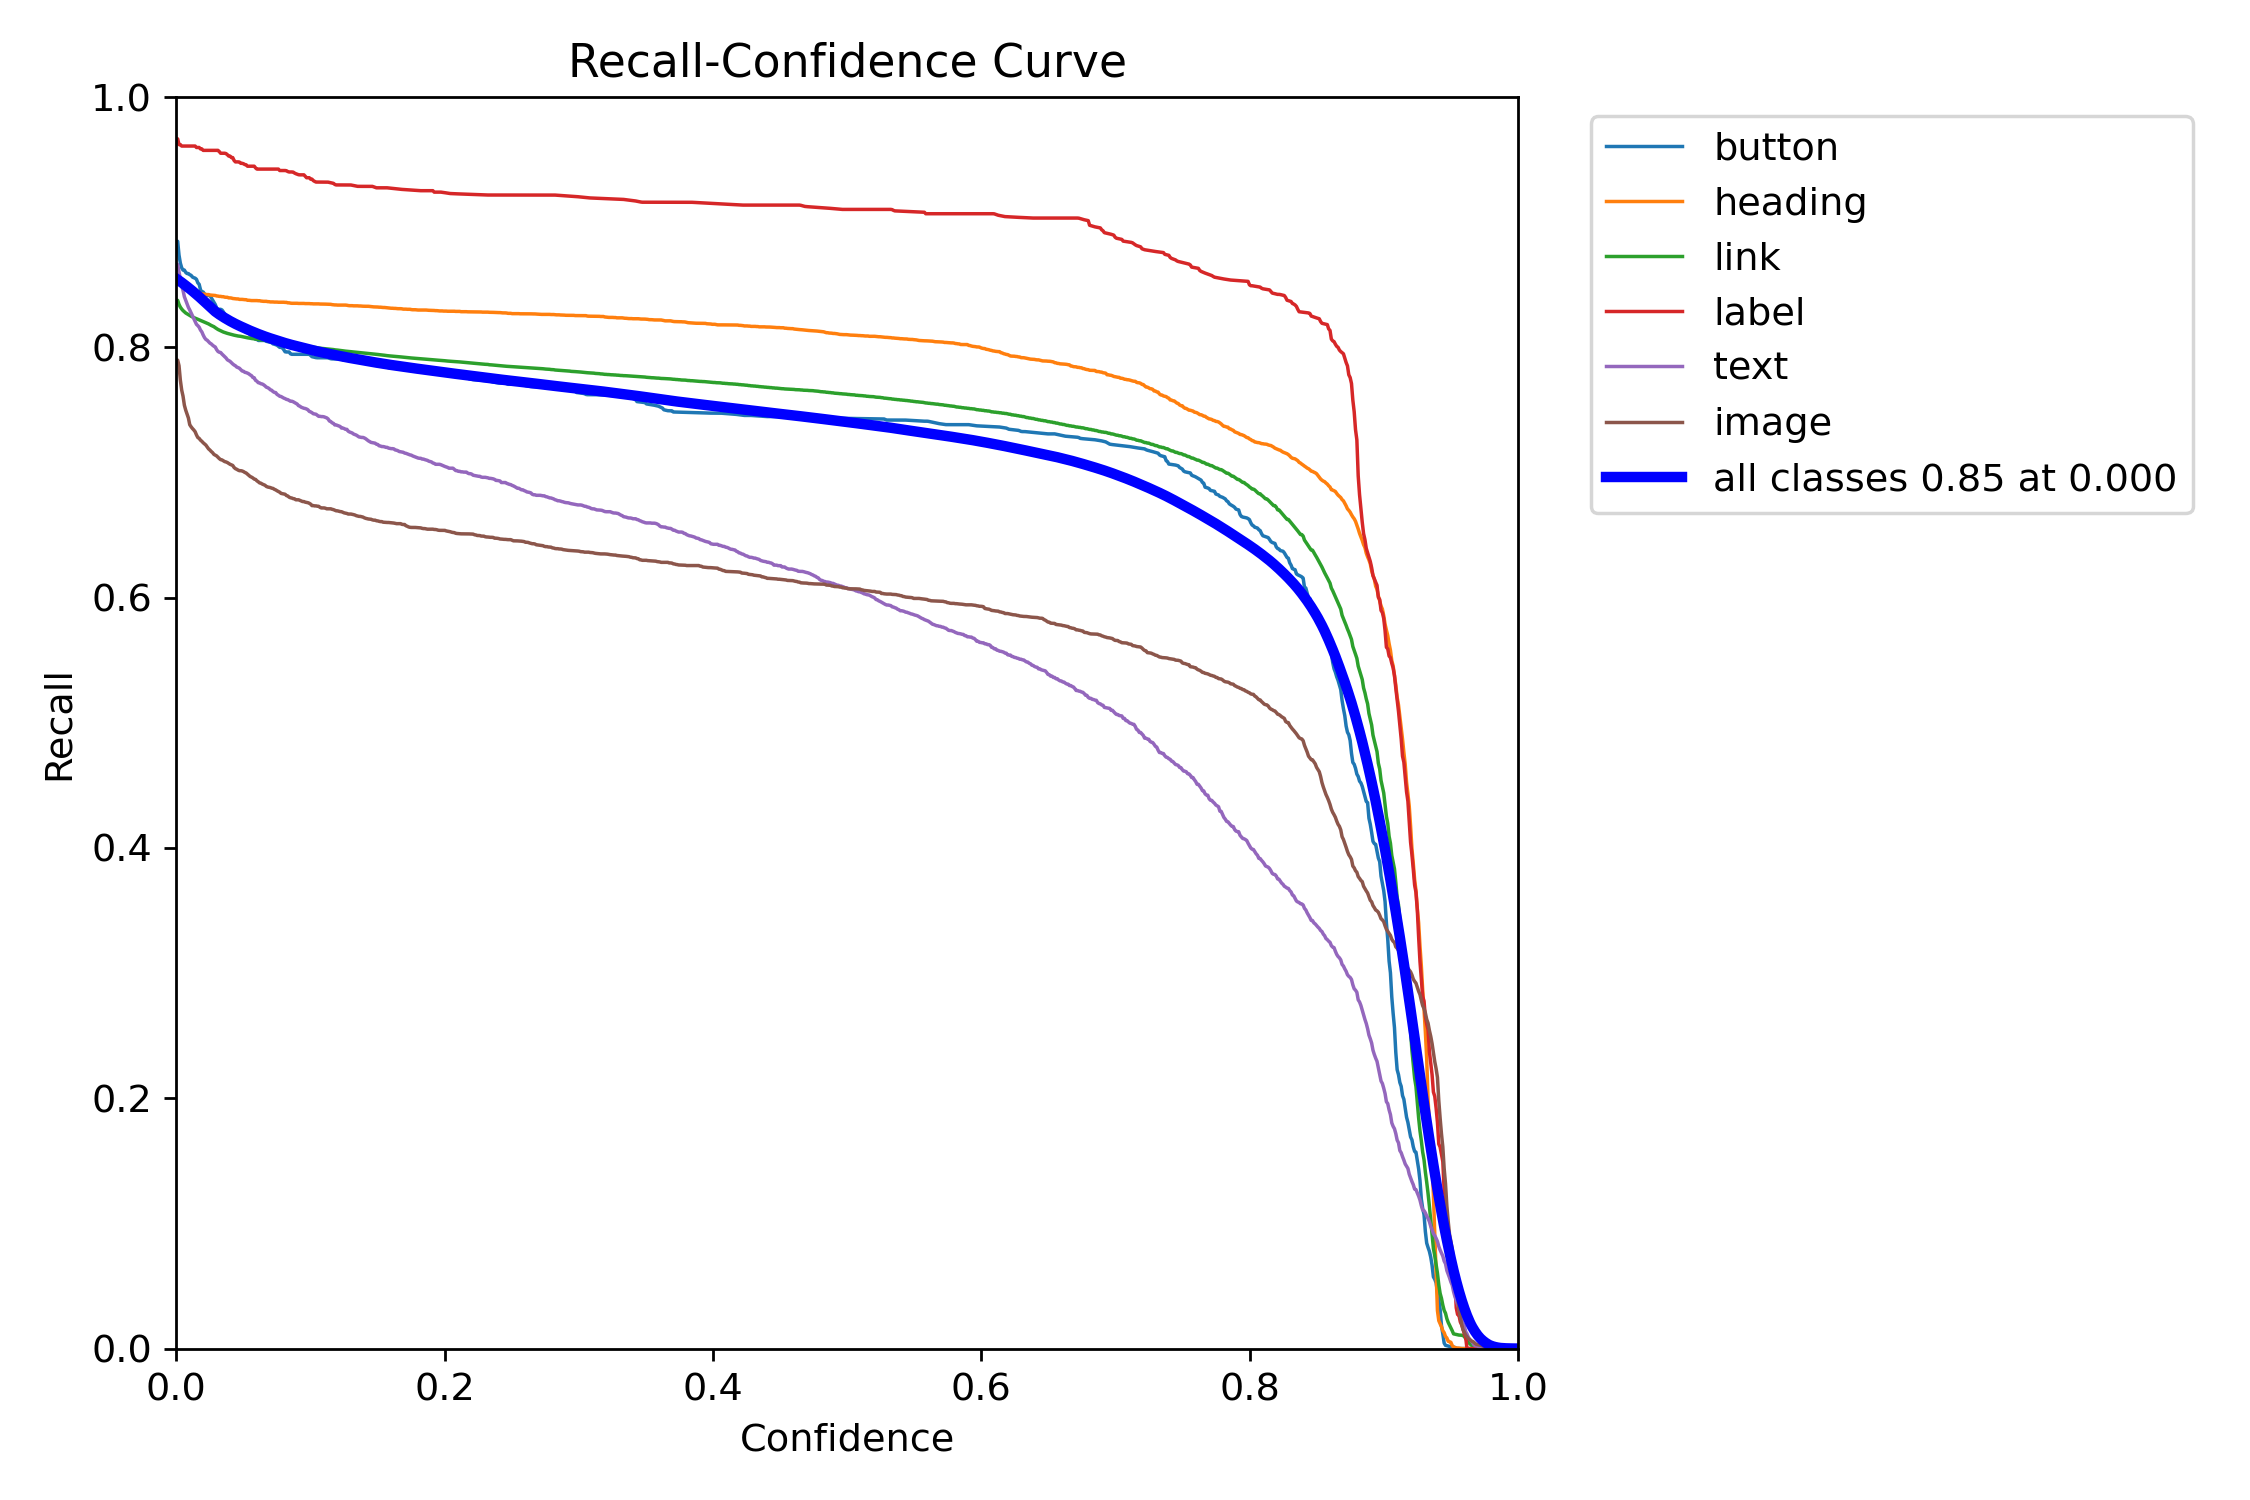 Recall-Confidence Curve
1.0
0.8
0.6
0.4
0.2
0.0
Recall
0.0 0.2 0.4 0.6 0.8 1.0
Confidence
button
heading
link
label
text
image
all classes 0.85 at 0.000